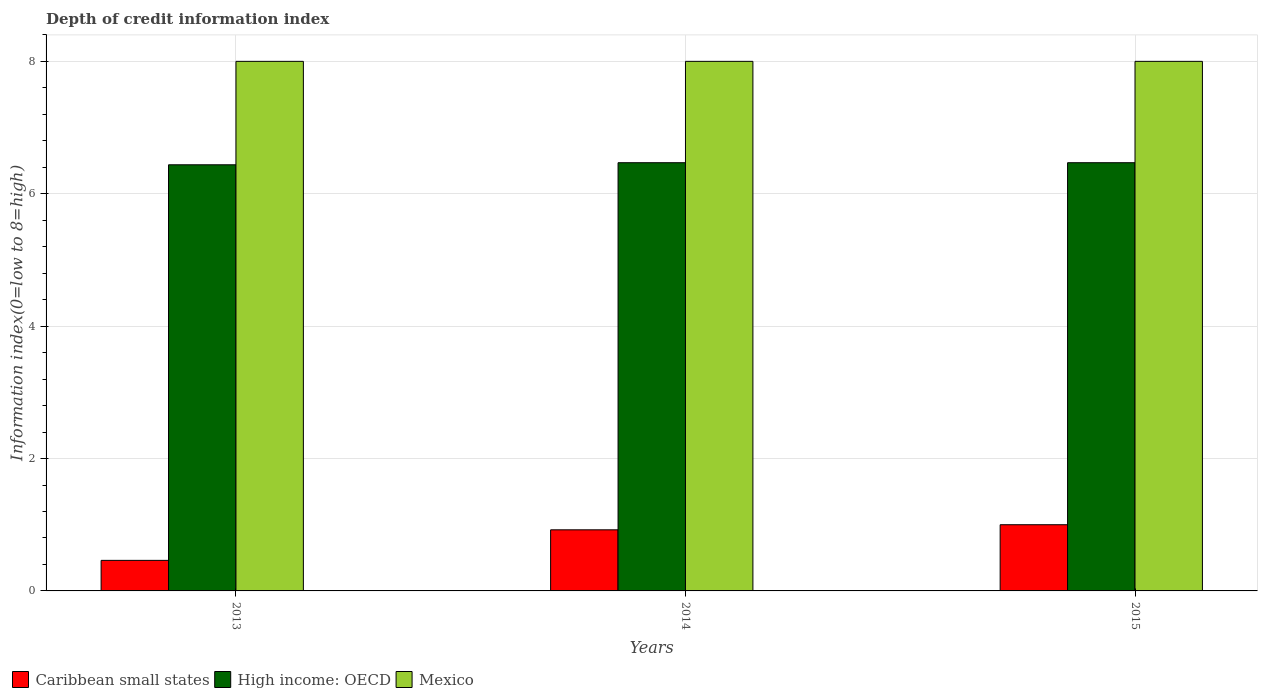 Depth of credit information index
Information index(0=low to 8=high)
8
6
4
2
0
2013
2014
2015
Years
Caribbean small states
High income: OECD
Mexico